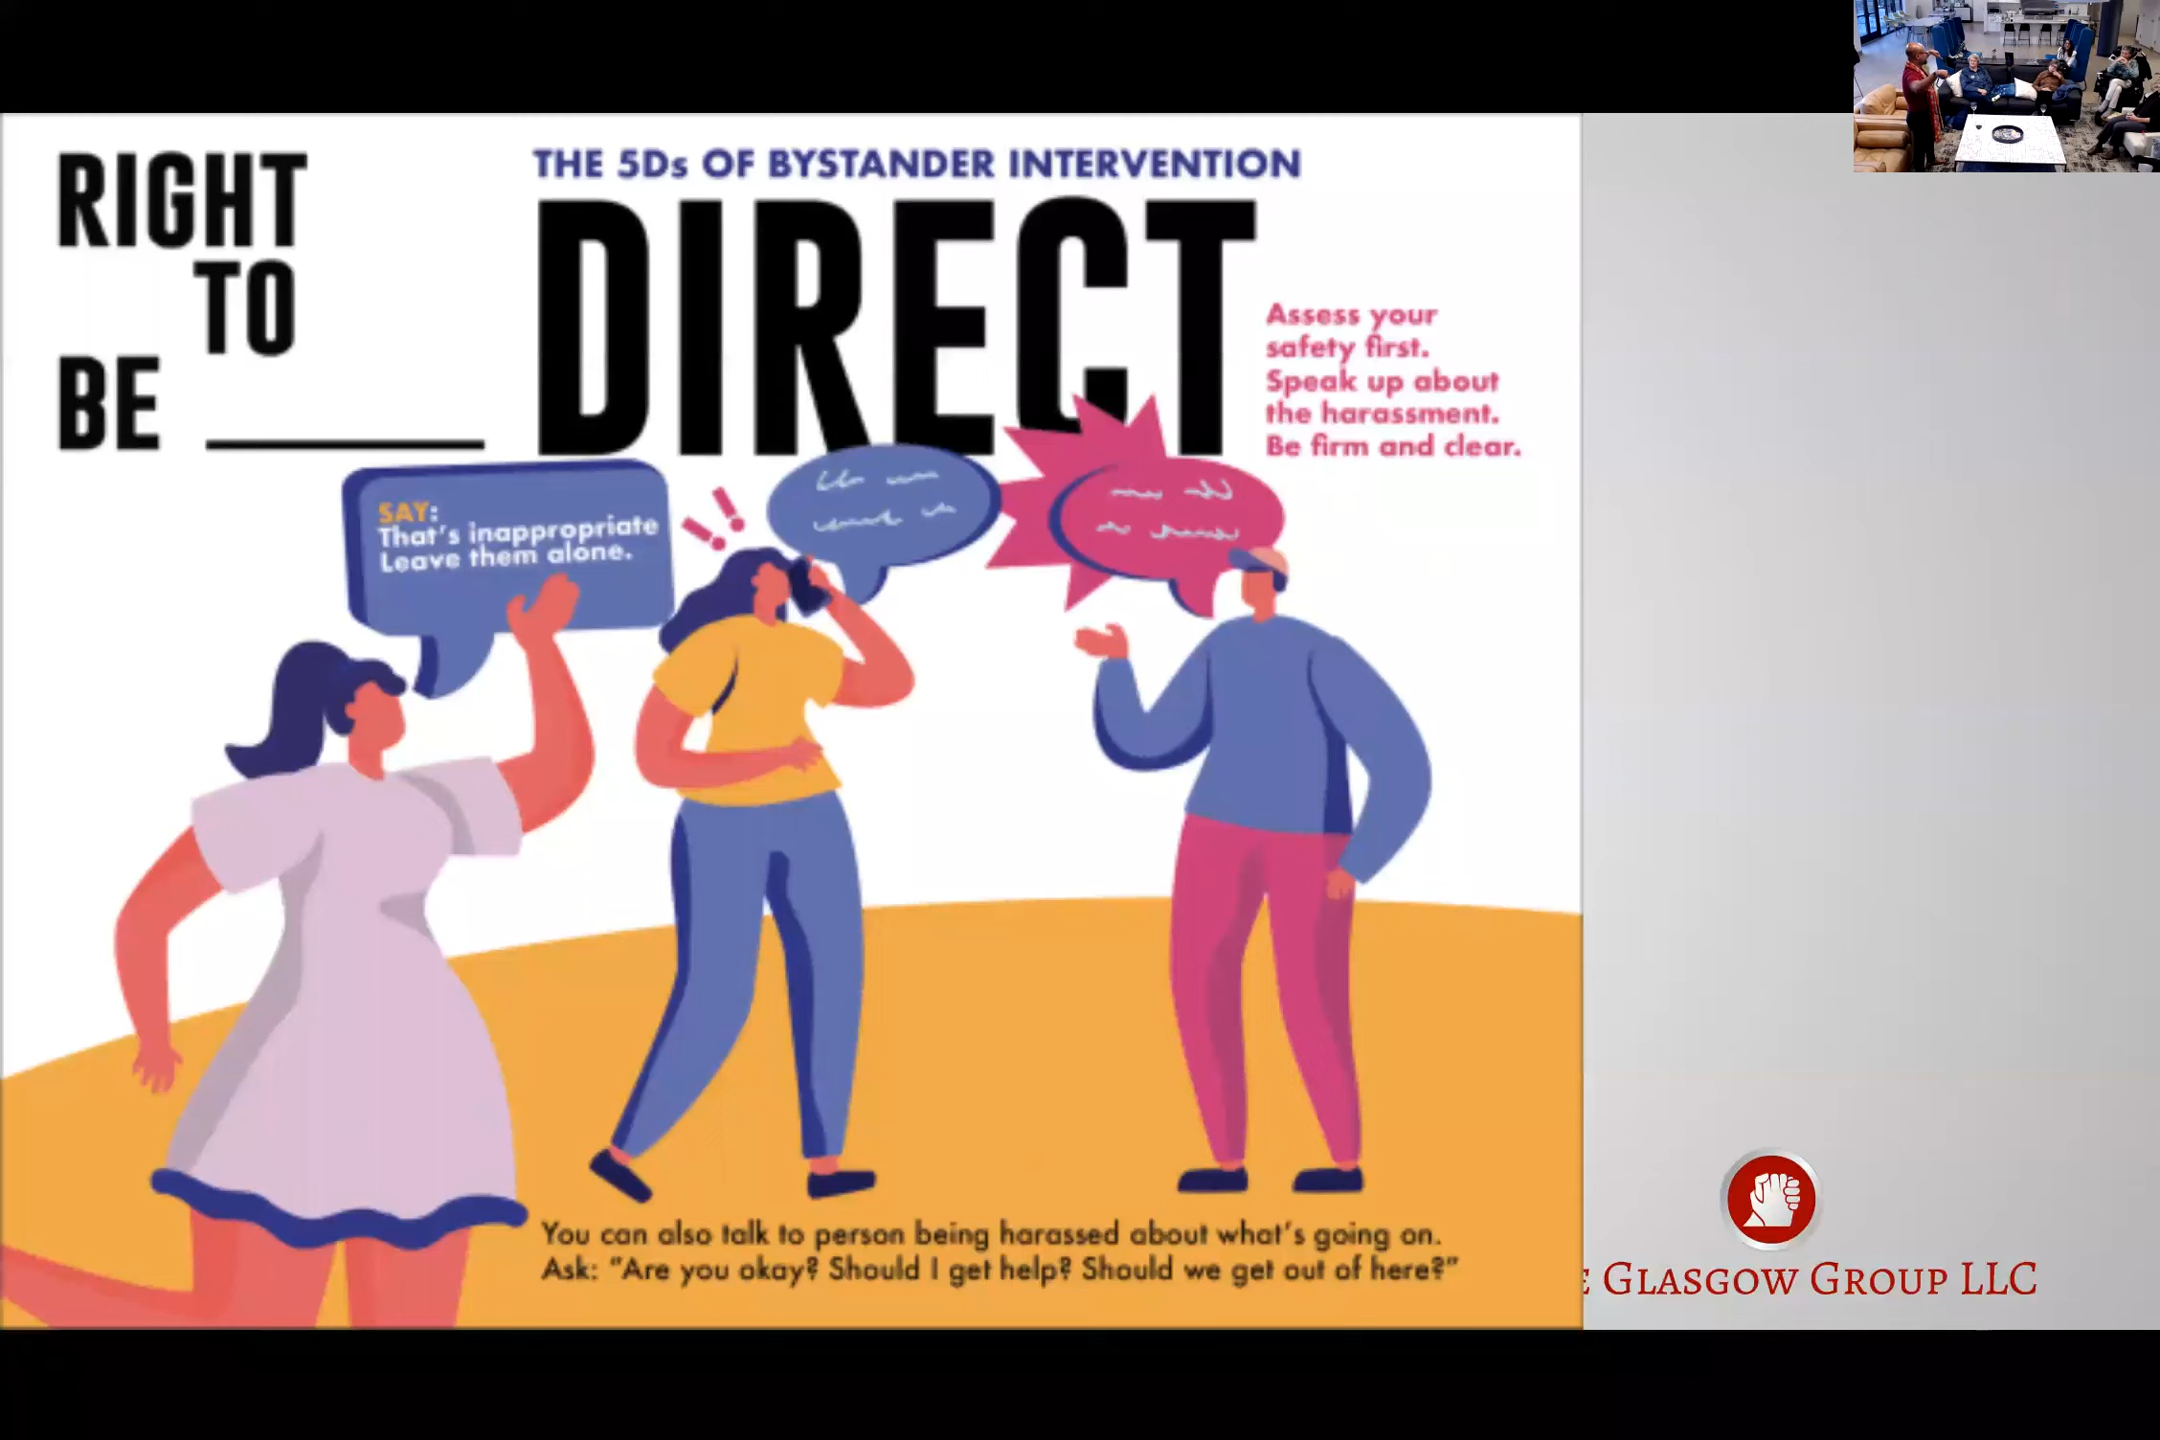 RIGHT
TO
BE
THE 5Ds OF BYSTANDER INTERVENTION
DIRECT
Assess your
safety first.
Speak up about
the harassment.
Be firm and clear.
SAY:
That's inappropriate
Leave them alone.
You can also talk to person being harassed about what's going on.
Ask: "Are you okay? Should I get help? Should we get out of here?"
E GLASGOW GROUP LLC